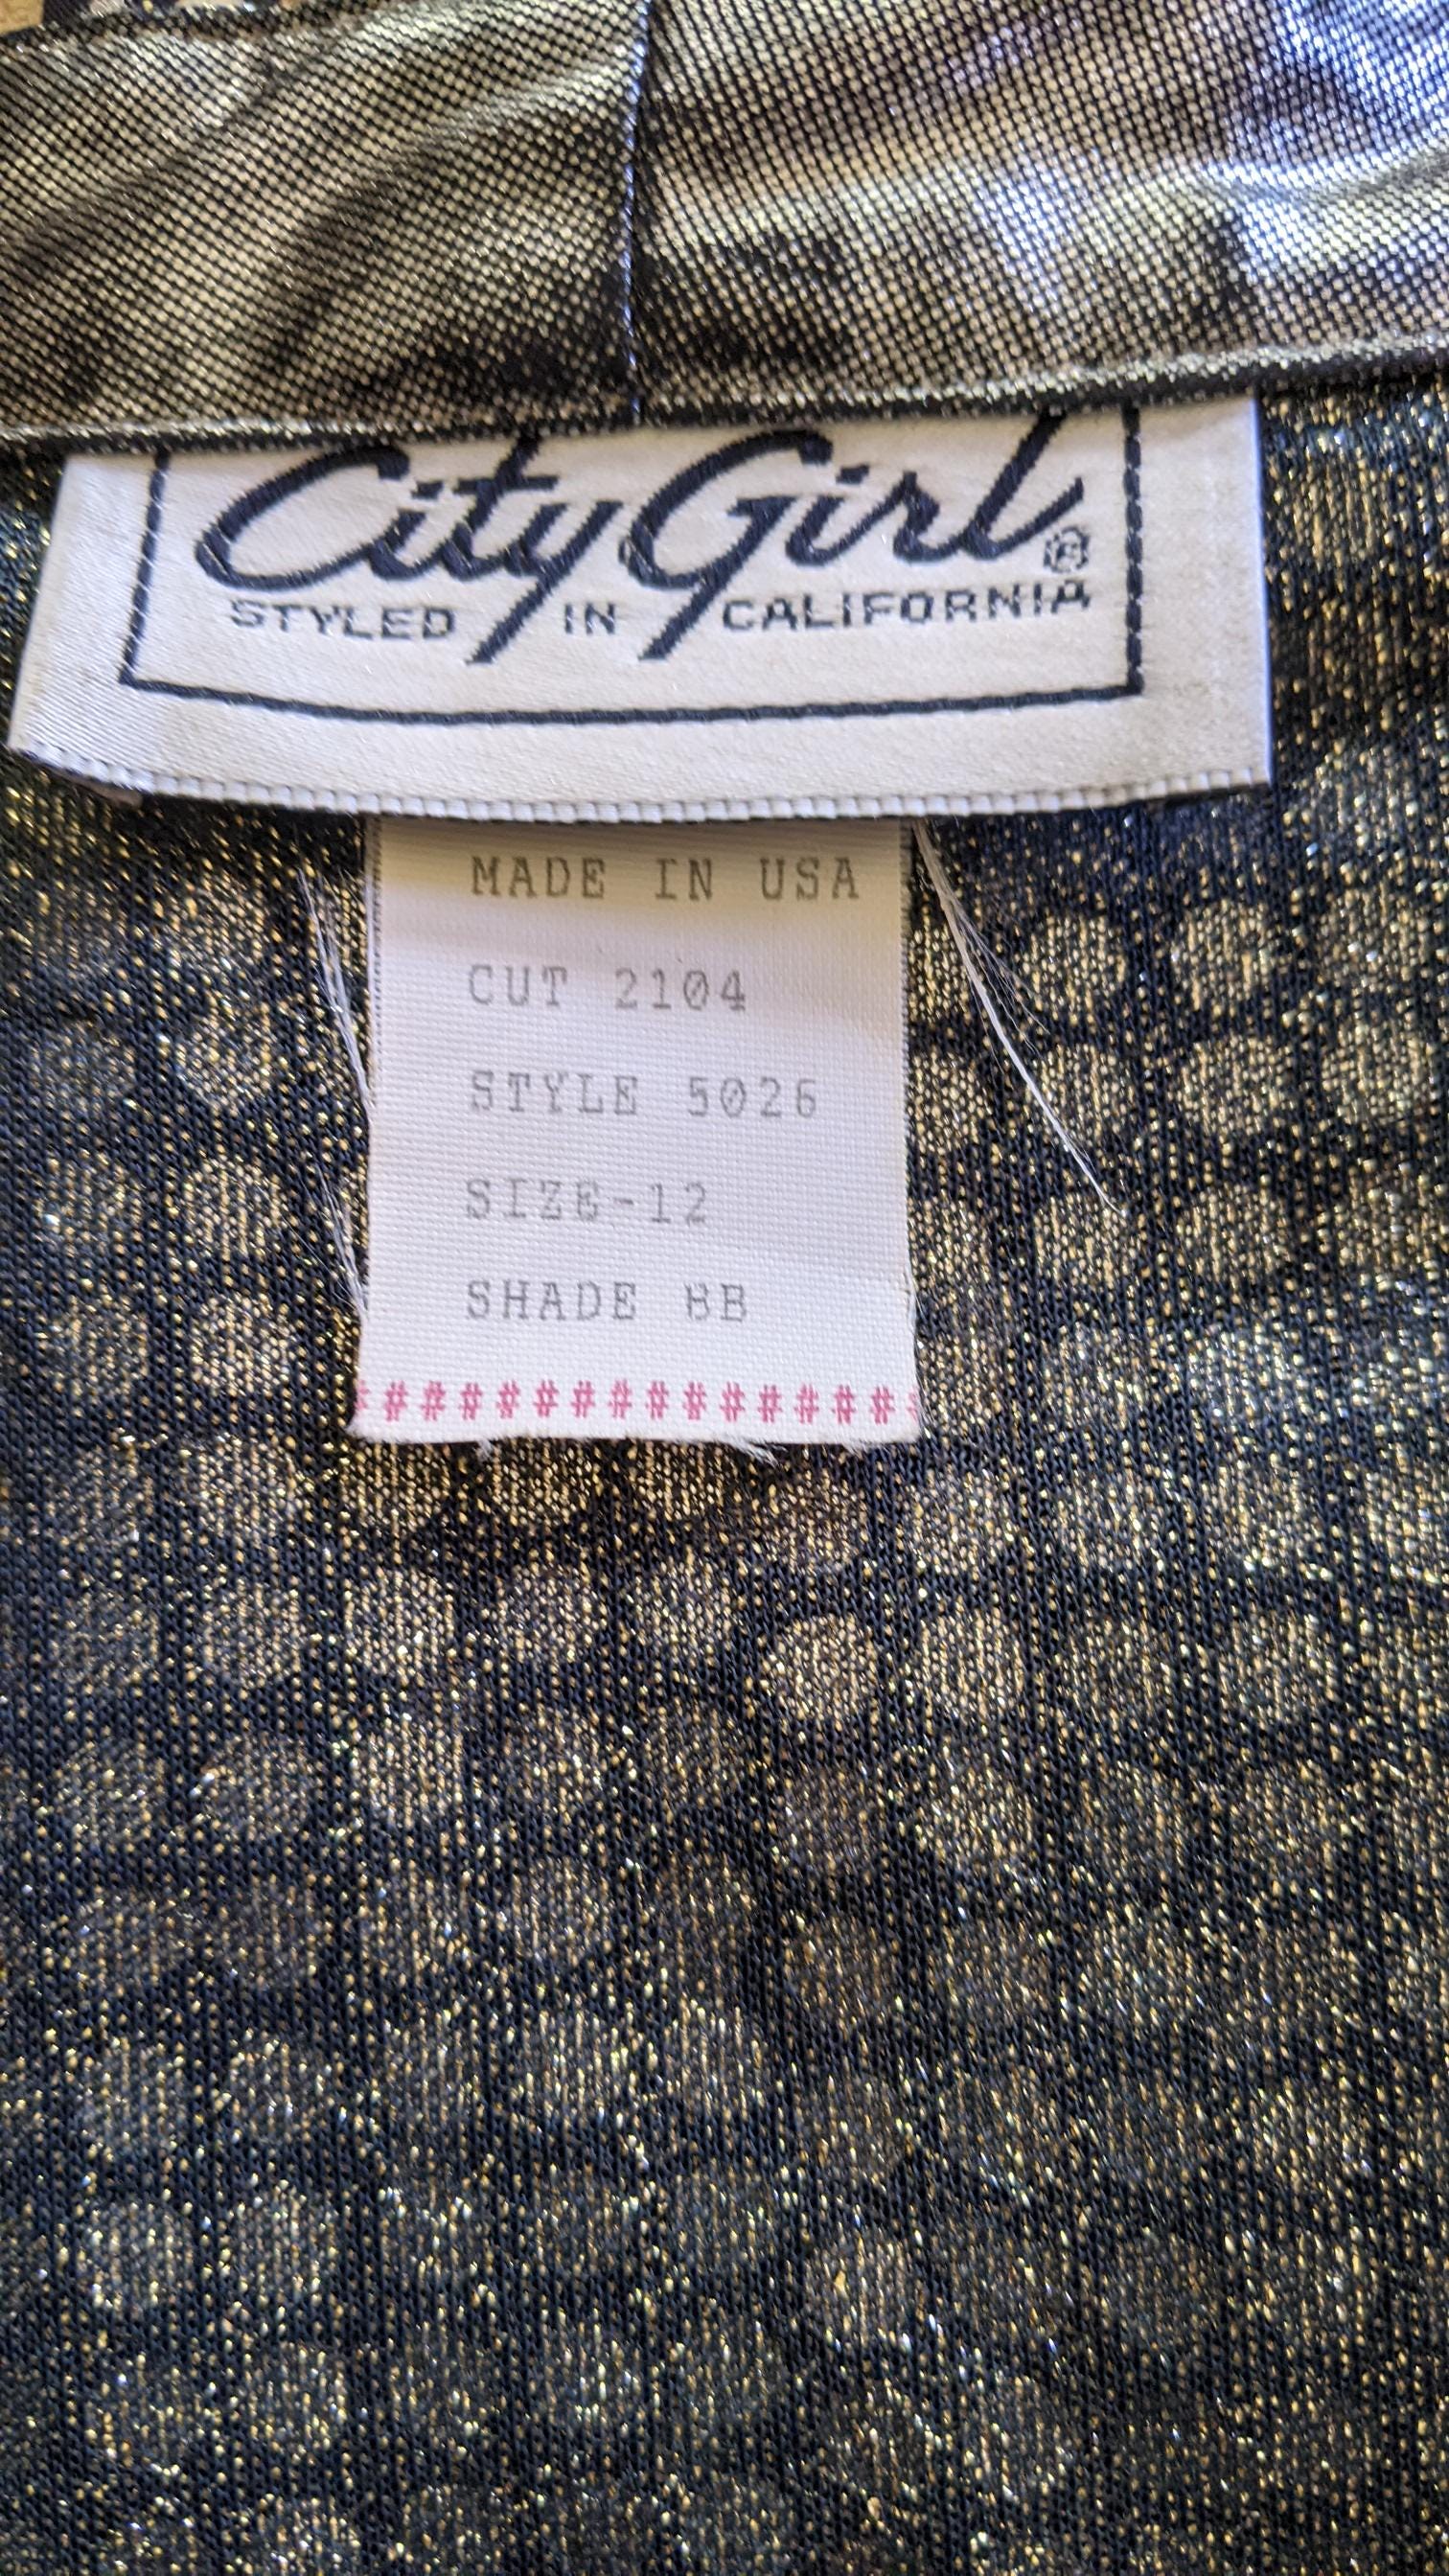 City Girl®
STYLED IN CALIFORNIA
MADE IN USA
CUT 2104
STYLE 5026
SIZE-12
SHADE BB
###############